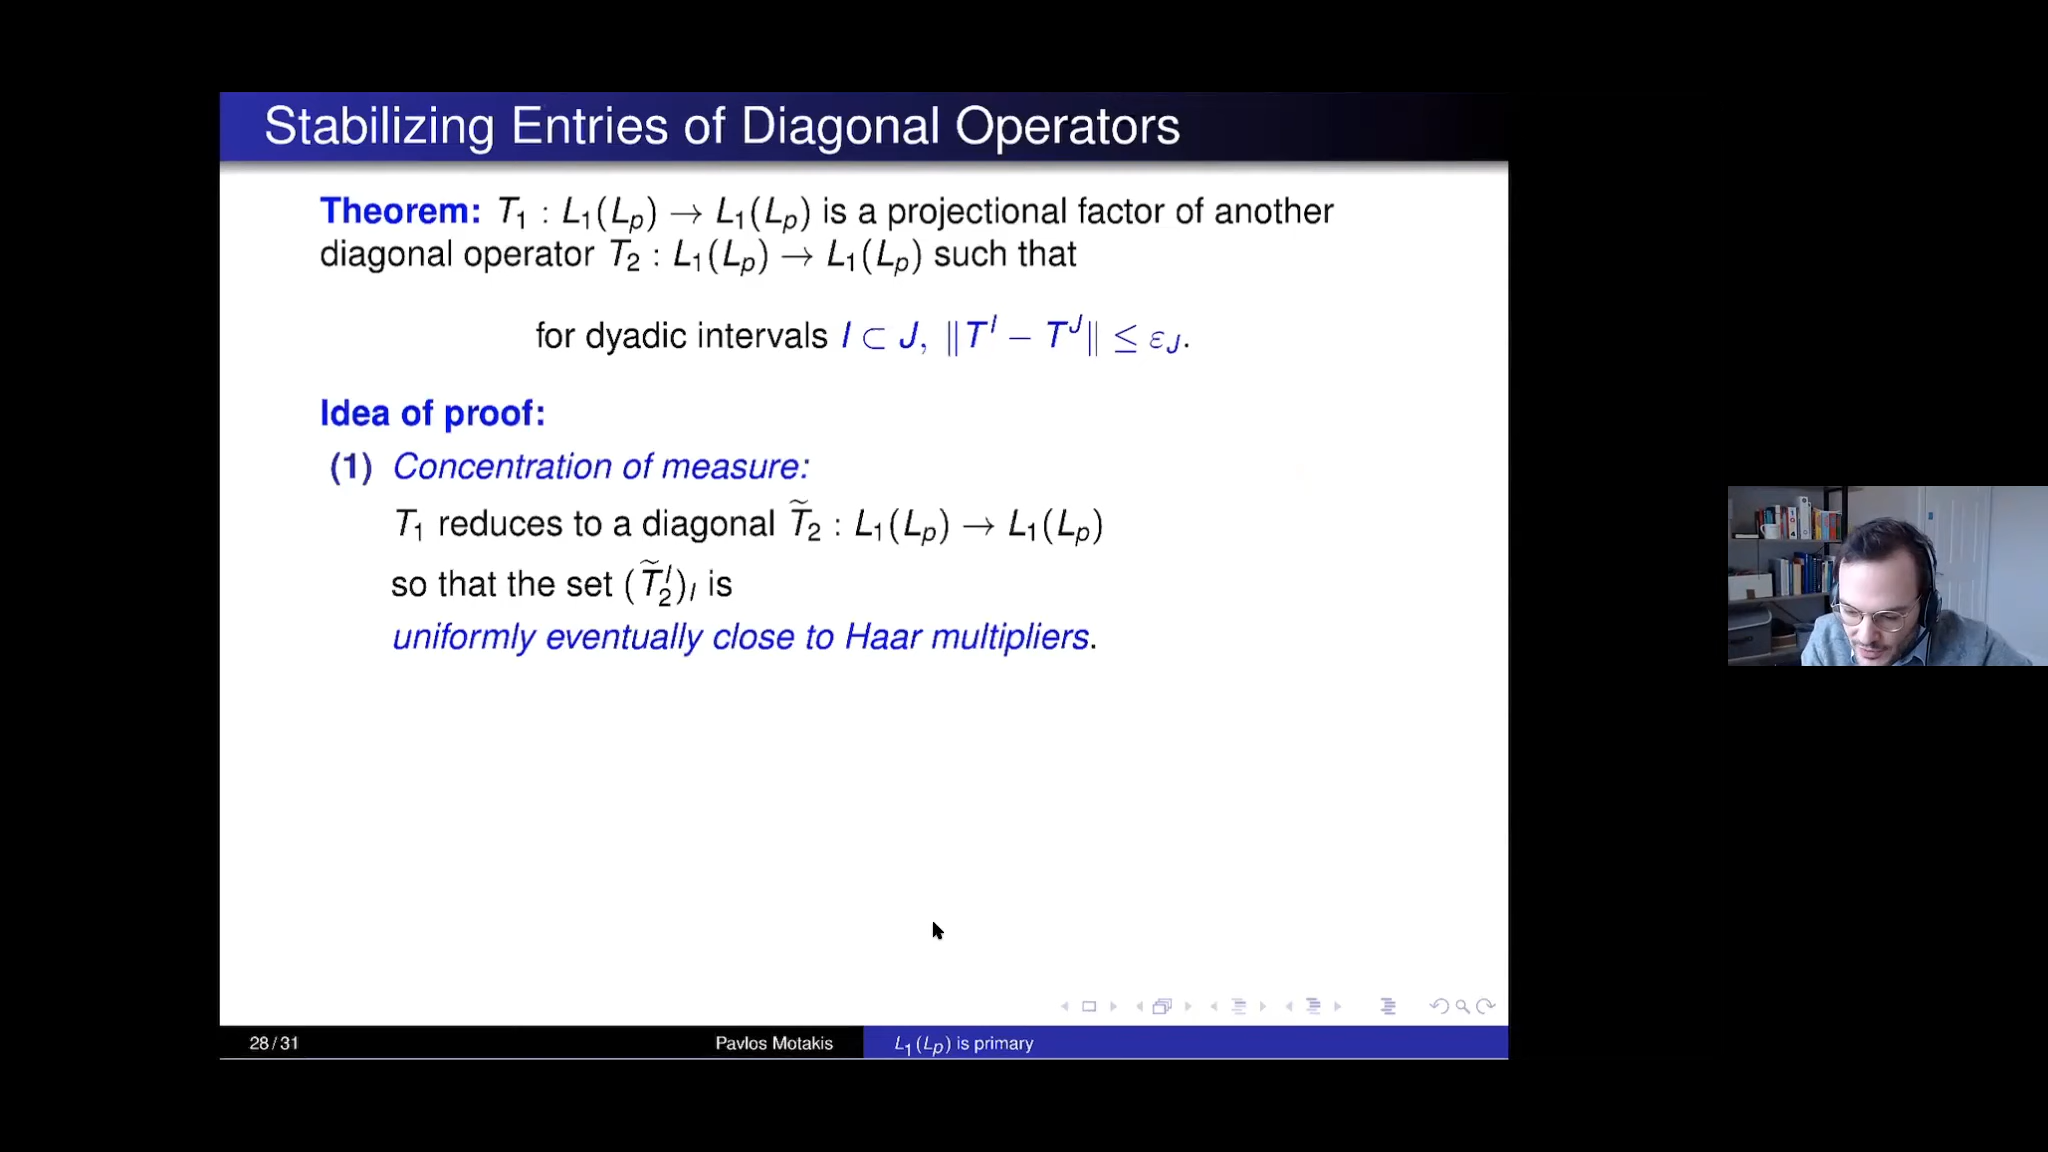 Stabilizing Entries of Diagonal Operators
Theorem: T₁ : L₁(Lₚ) → L₁(Lₚ) is a projectional factor of another
diagonal operator T₂ : L₁(Lₚ) → L₁(Lₚ) such that
for dyadic intervals I ⊂ J, ‖Tᴵ − Tᴶ‖ ≤ ε_J.
Idea of proof:
(1) Concentration of measure:
T₁ reduces to a diagonal T̃₂ : L₁(Lₚ) → L₁(Lₚ)
so that the set (T̃₂ᴵ)_I is
uniformly eventually close to Haar multipliers.
28 / 31 Pavlos Motakis L₁(Lₚ) is primary